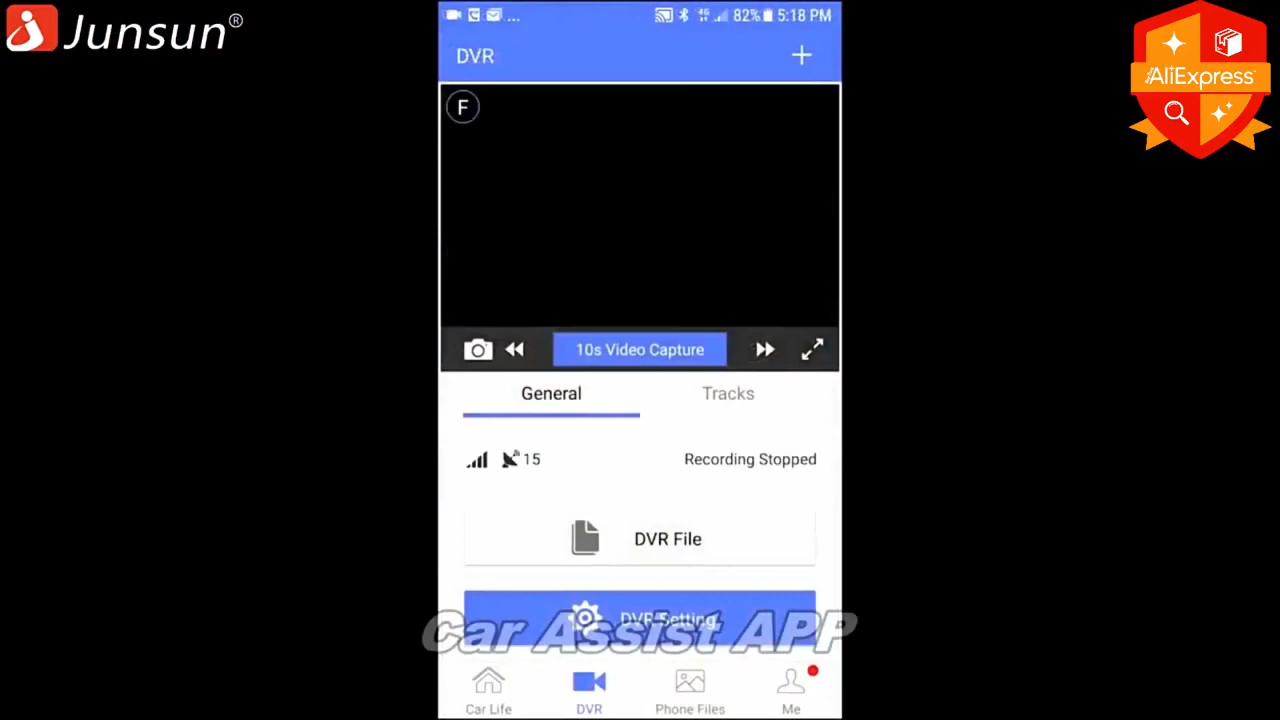 Junsun®
AliExpress
... 4G 82% 5:18 PM
DVR
F
10s Video Capture
General Tracks
15 Recording Stopped
DVR File
DVR Setting
Car Assist APP
Car Life DVR Phone Files Me